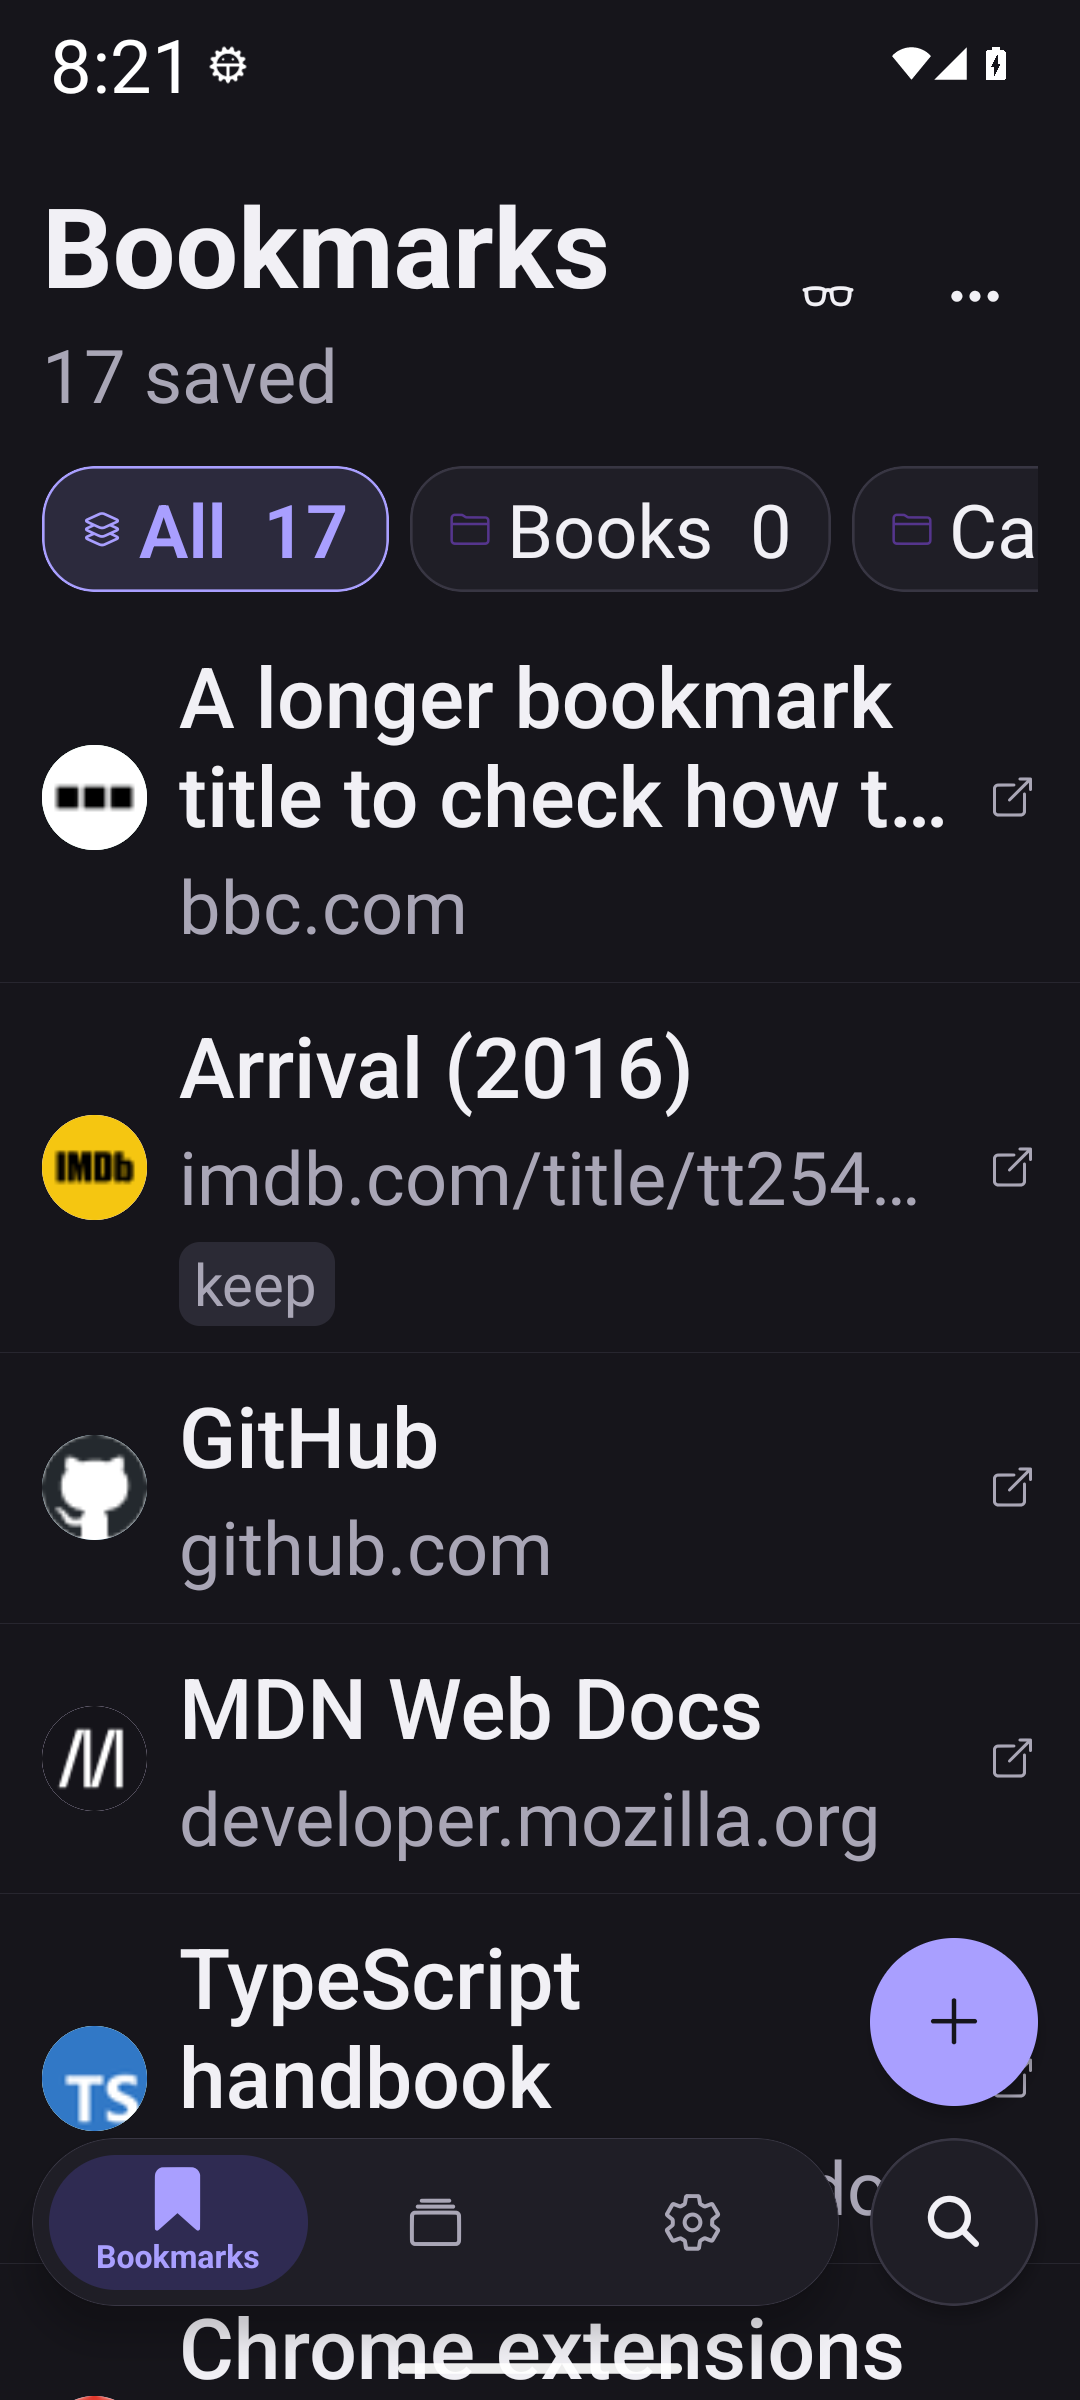 8:21
Bookmarks
17 saved
All 17
Books 0
Ca
A longer bookmark
title to check how t…
bbc.com
Arrival (2016)
IMDb
imdb.com/title/tt254…
keep
GitHub
github.com
MDN Web Docs
developer.mozilla.org
TypeScript
handbook
TS
do
Bookmarks
Chrome extensions